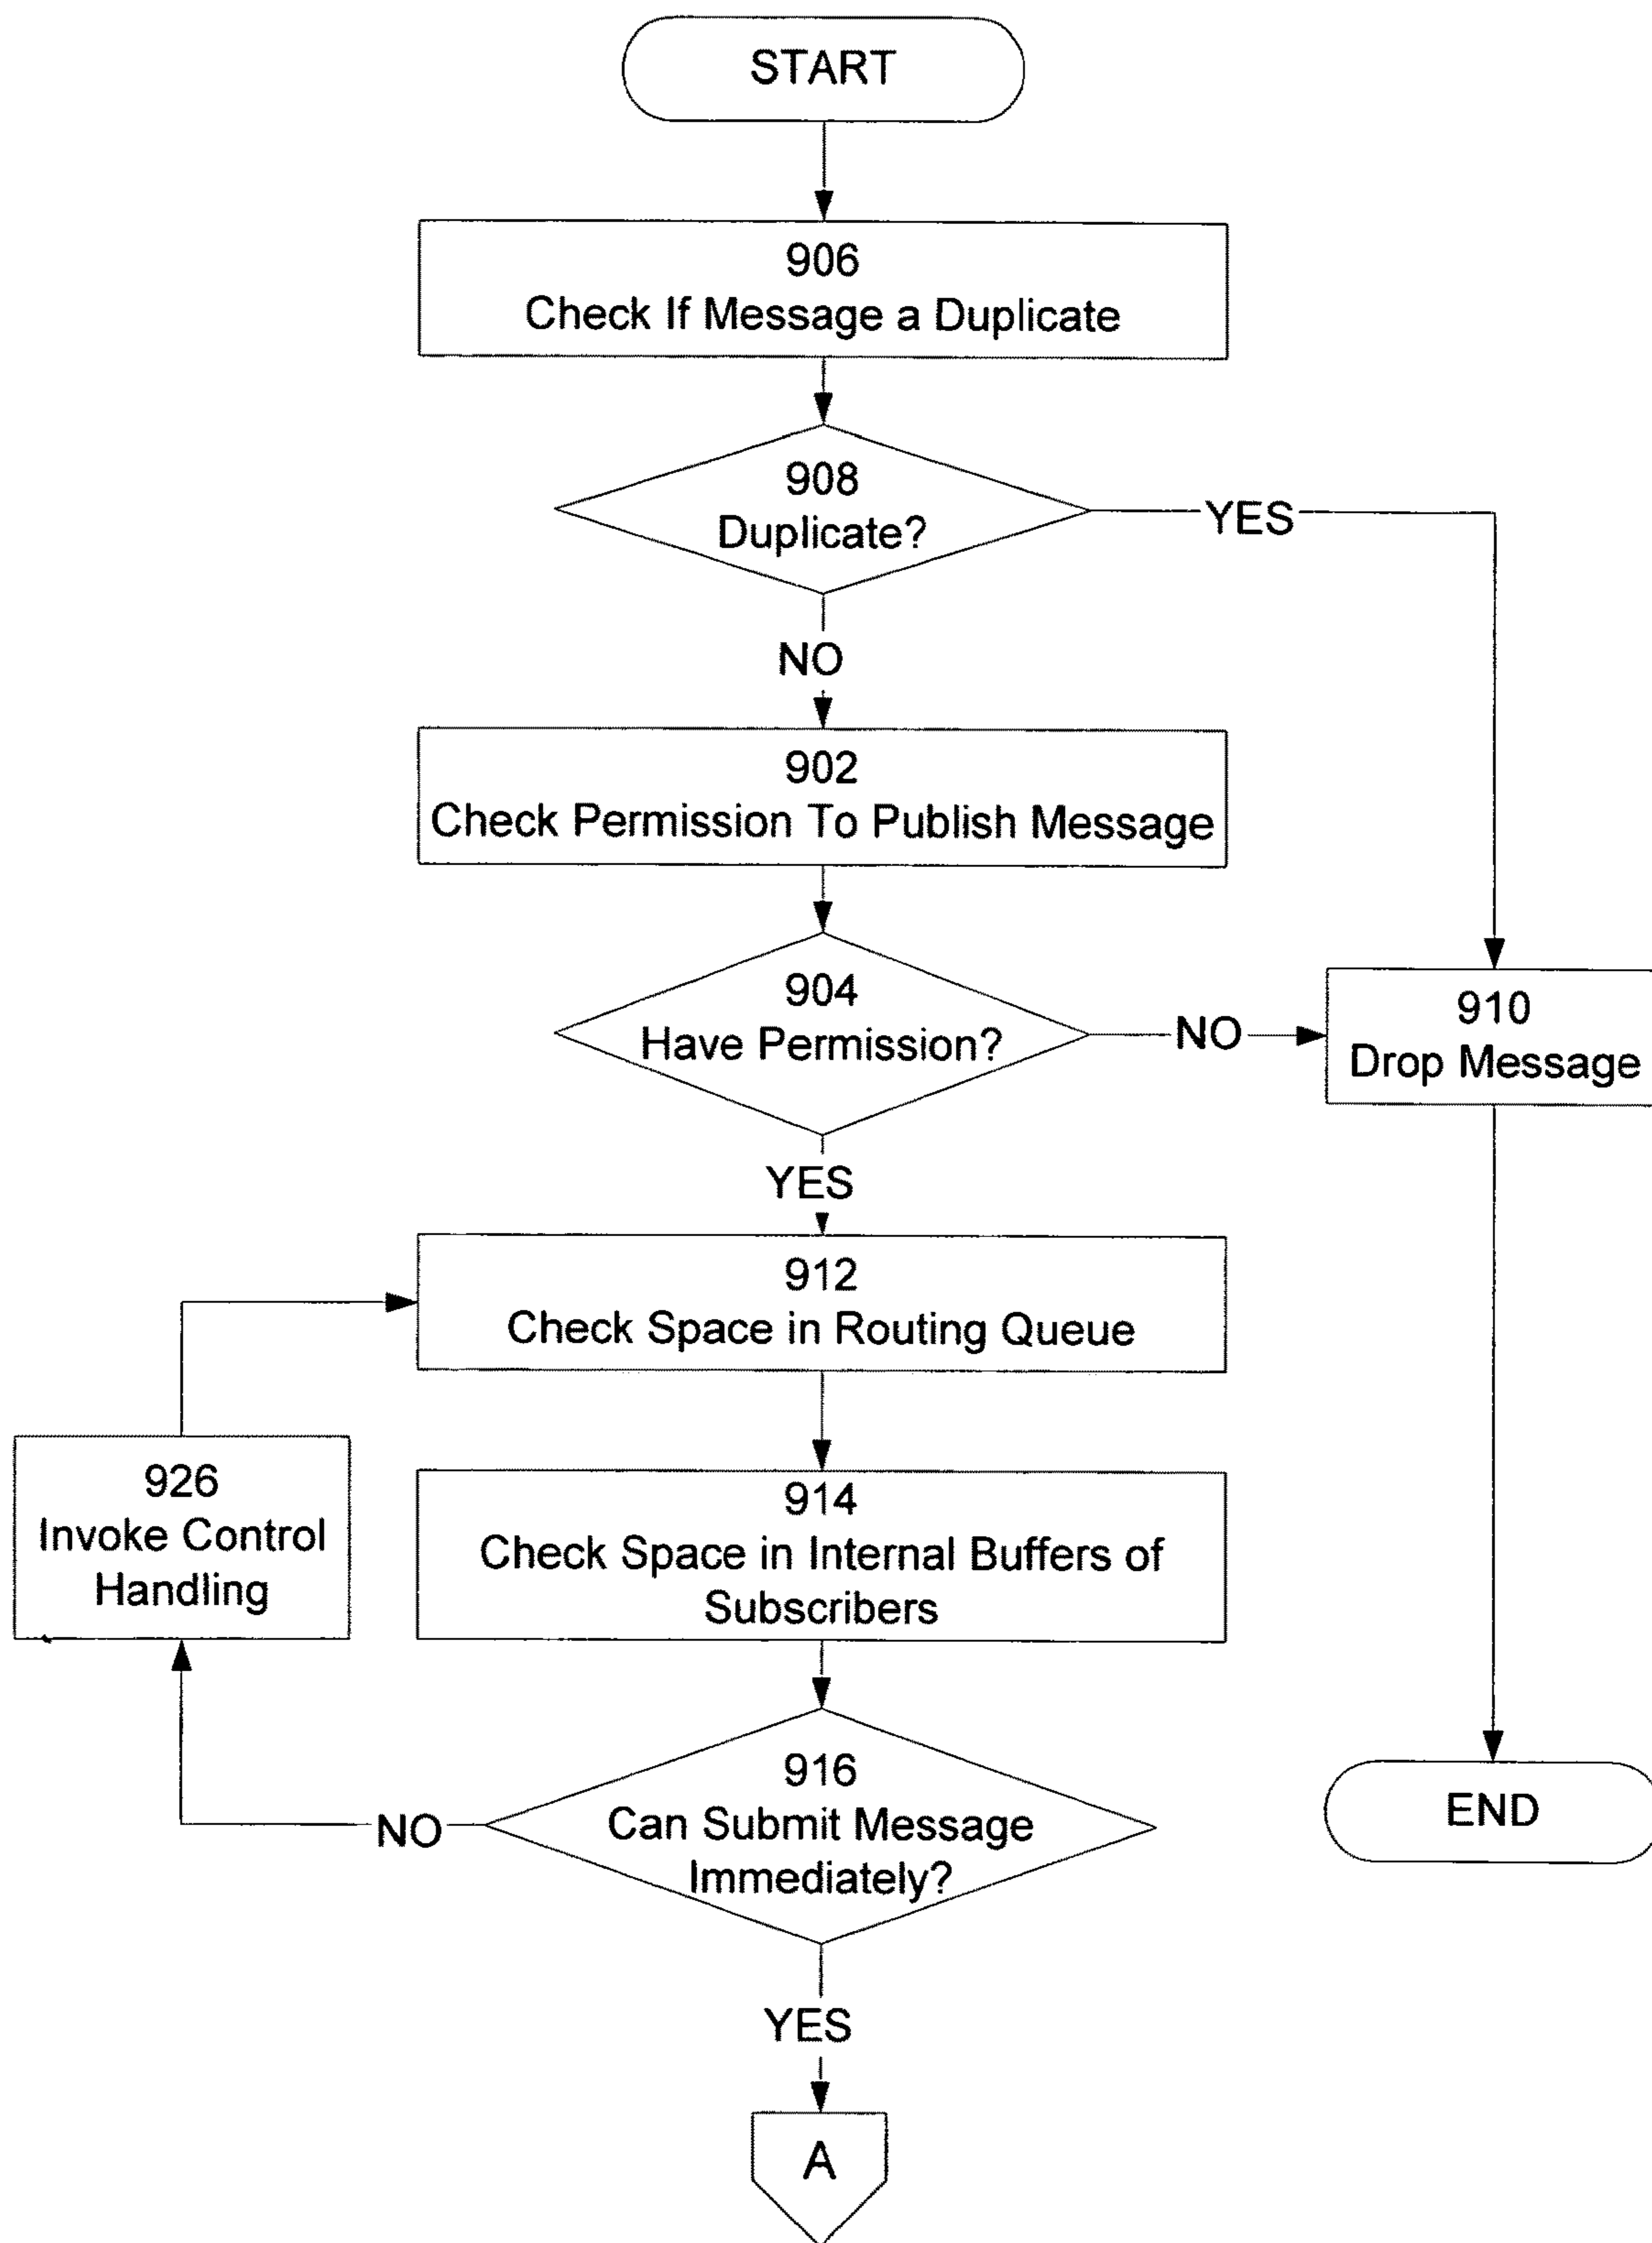 START
906
Check If Message a Duplicate
908
Duplicate?
YES
NO
902
Check Permission To Publish Message
904
Have Permission?
NO
910
Drop Message
YES
912
Check Space in Routing Queue
926
Invoke Control
Handling
914
Check Space in Internal Buffers of
Subscribers
916
Can Submit Message
Immediately?
NO
END
YES
A